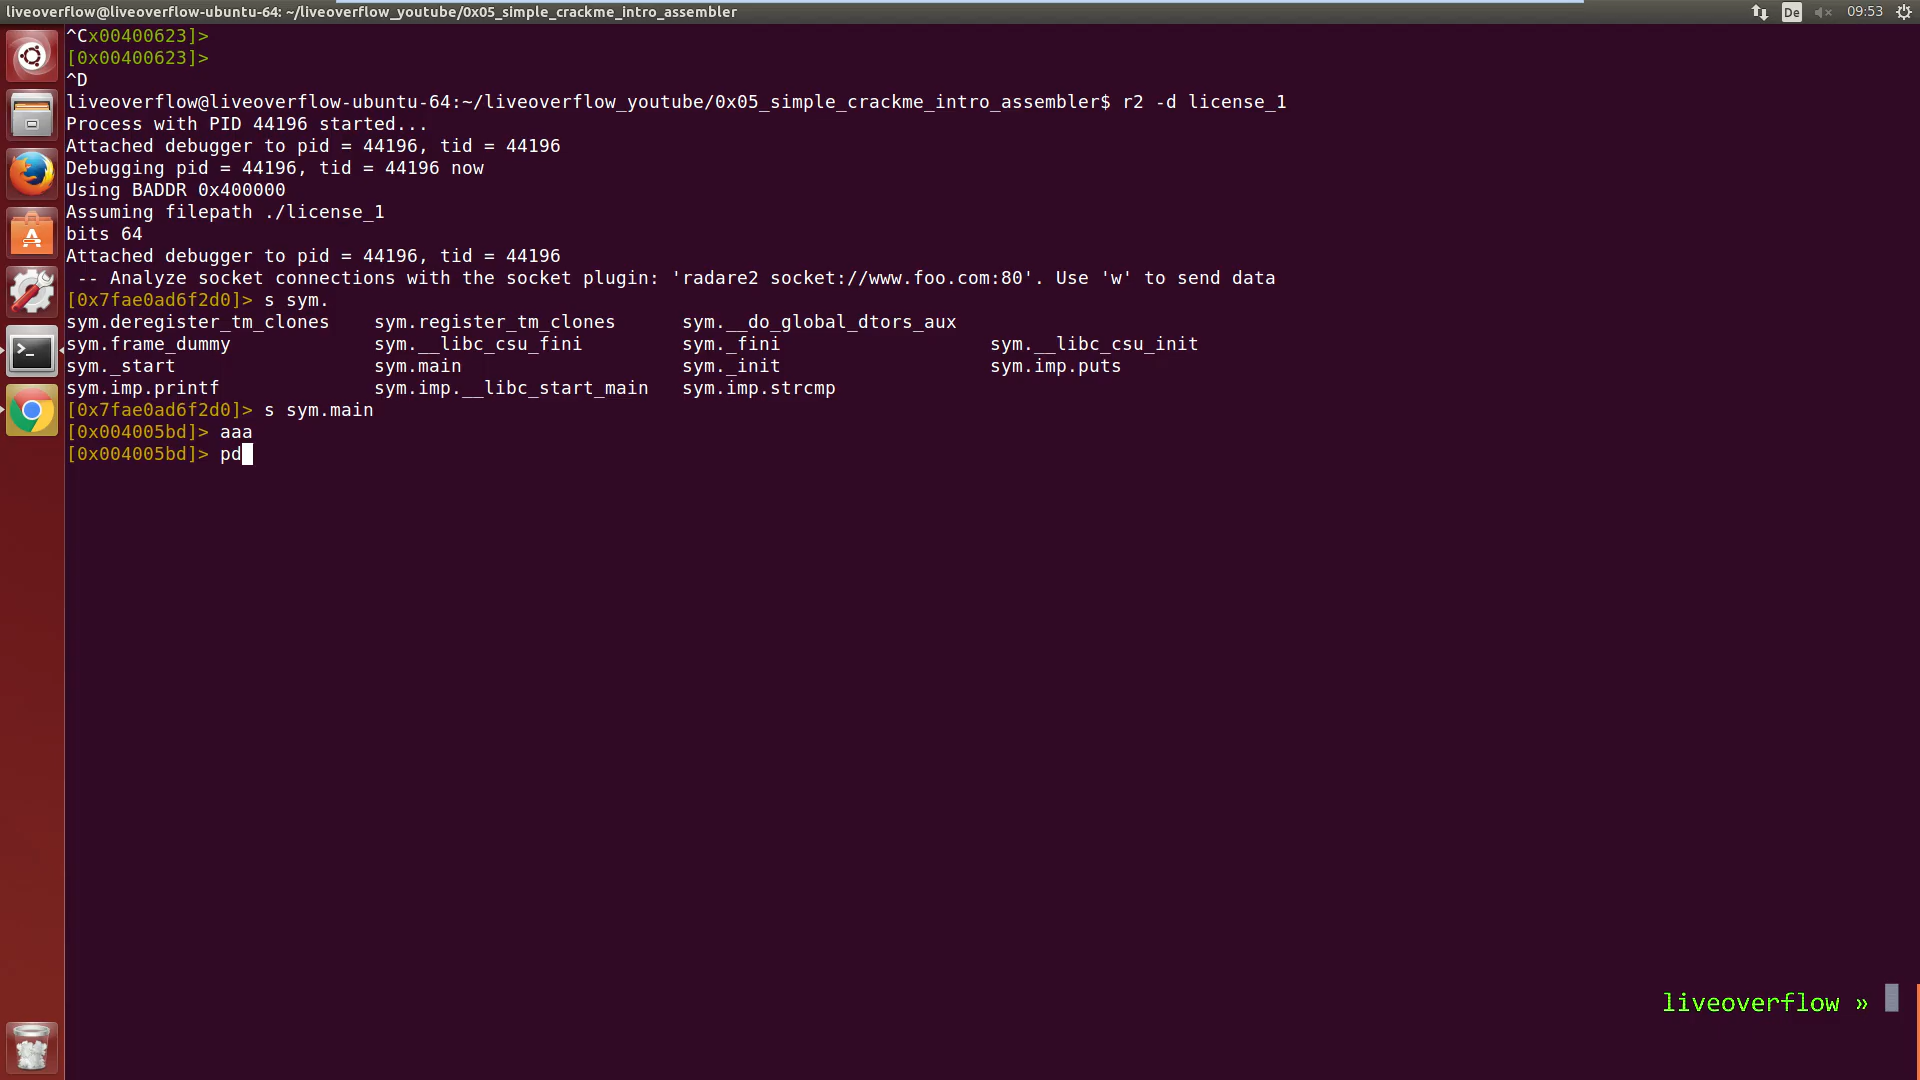 liveoverflow@liveoverflow-ubuntu-64: ~/liveoverflow_youtube/0x05_simple_crackme_intro_assembler
De
09:53
^Cx00400623]>
[0x00400623]>
^D
liveoverflow@liveoverflow-ubuntu-64:~/liveoverflow_youtube/0x05_simple_crackme_intro_assembler$ r2 -d license_1
Process with PID 44196 started...
Attached debugger to pid = 44196, tid = 44196
Debugging pid = 44196, tid = 44196 now
Using BADDR 0x400000
Assuming filepath ./license_1
bits 64
Attached debugger to pid = 44196, tid = 44196
 -- Analyze socket connections with the socket plugin: 'radare2 socket://www.foo.com:80'. Use 'w' to send data
[0x7fae0ad6f2d0]> s sym.
sym.deregister_tm_clones    sym.register_tm_clones      sym.__do_global_dtors_aux
sym.frame_dummy             sym.__libc_csu_fini         sym._fini                   sym.__libc_csu_init
sym._start                  sym.main                    sym._init                   sym.imp.puts
sym.imp.printf              sym.imp.__libc_start_main   sym.imp.strcmp
[0x7fae0ad6f2d0]> s sym.main
[0x004005bd]> aaa
[0x004005bd]> pd
liveoverflow »